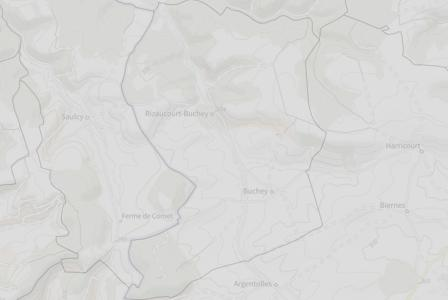 Rizaucourt-Buchey
Saulcy
Harricourt
Buchey
Biernes
Ferme de Cornet
Argentolles